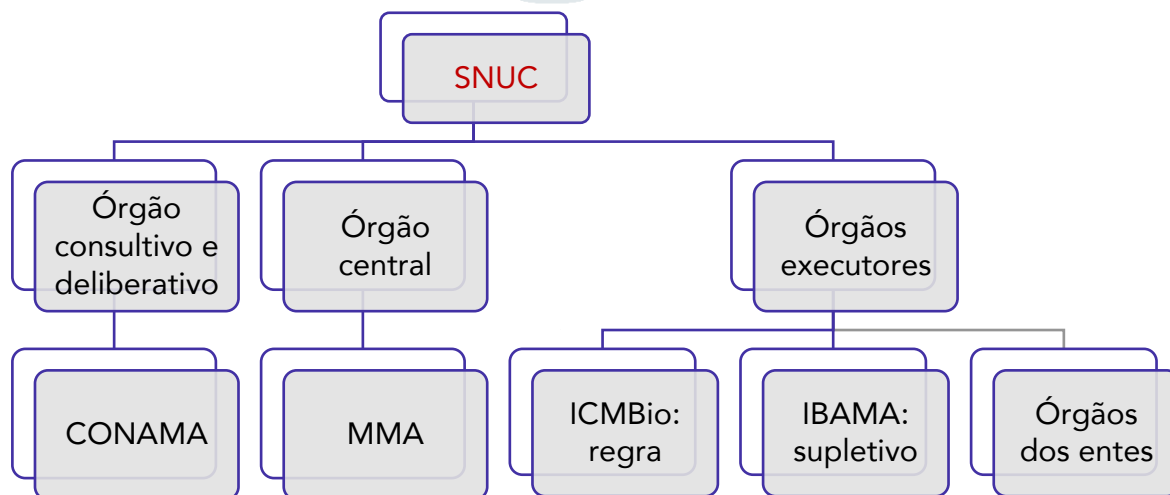 SNUC
Órgão
consultivo e
deliberativo
Órgão
central
Órgãos
executores
CONAMA
MMA
ICMBio:
regra
IBAMA:
supletivo
Órgãos
dos entes